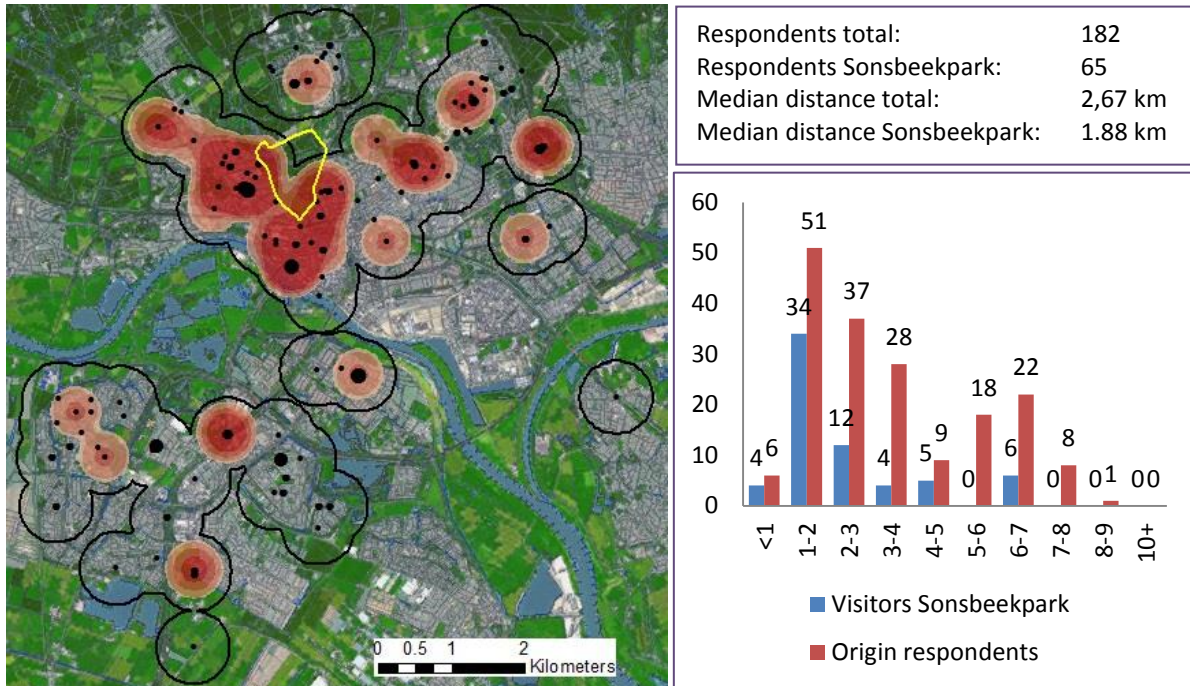 Respondents total: 182
Respondents Sonsbeekpark: 65
Median distance total: 2,67 km
Median distance Sonsbeekpark: 1.88 km
60
50
40
30
20
10
0
4 6
34 51
12 37
4 28
5 9
0 18
6 22
0 8
0 1
0 0
<1 1-2 2-3 3-4 4-5 5-6 6-7 7-8 8-9 10+
Visitors Sonsbeekpark
Origin respondents
0 0.5 1 2
Kilometers